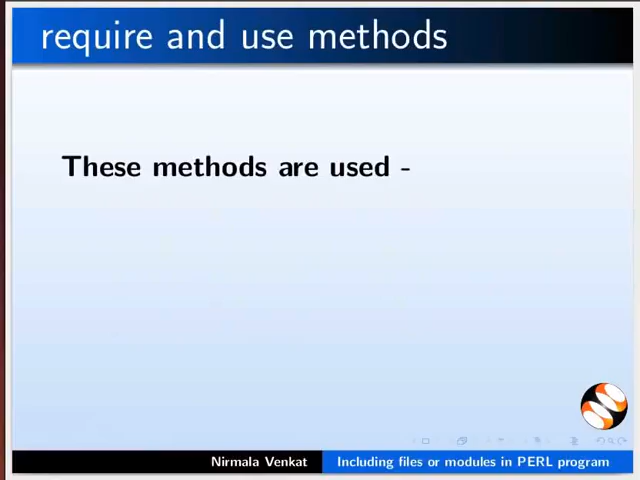 require and use methods
These methods are used -
Nirmala Venkat
Including files or modules in PERL program